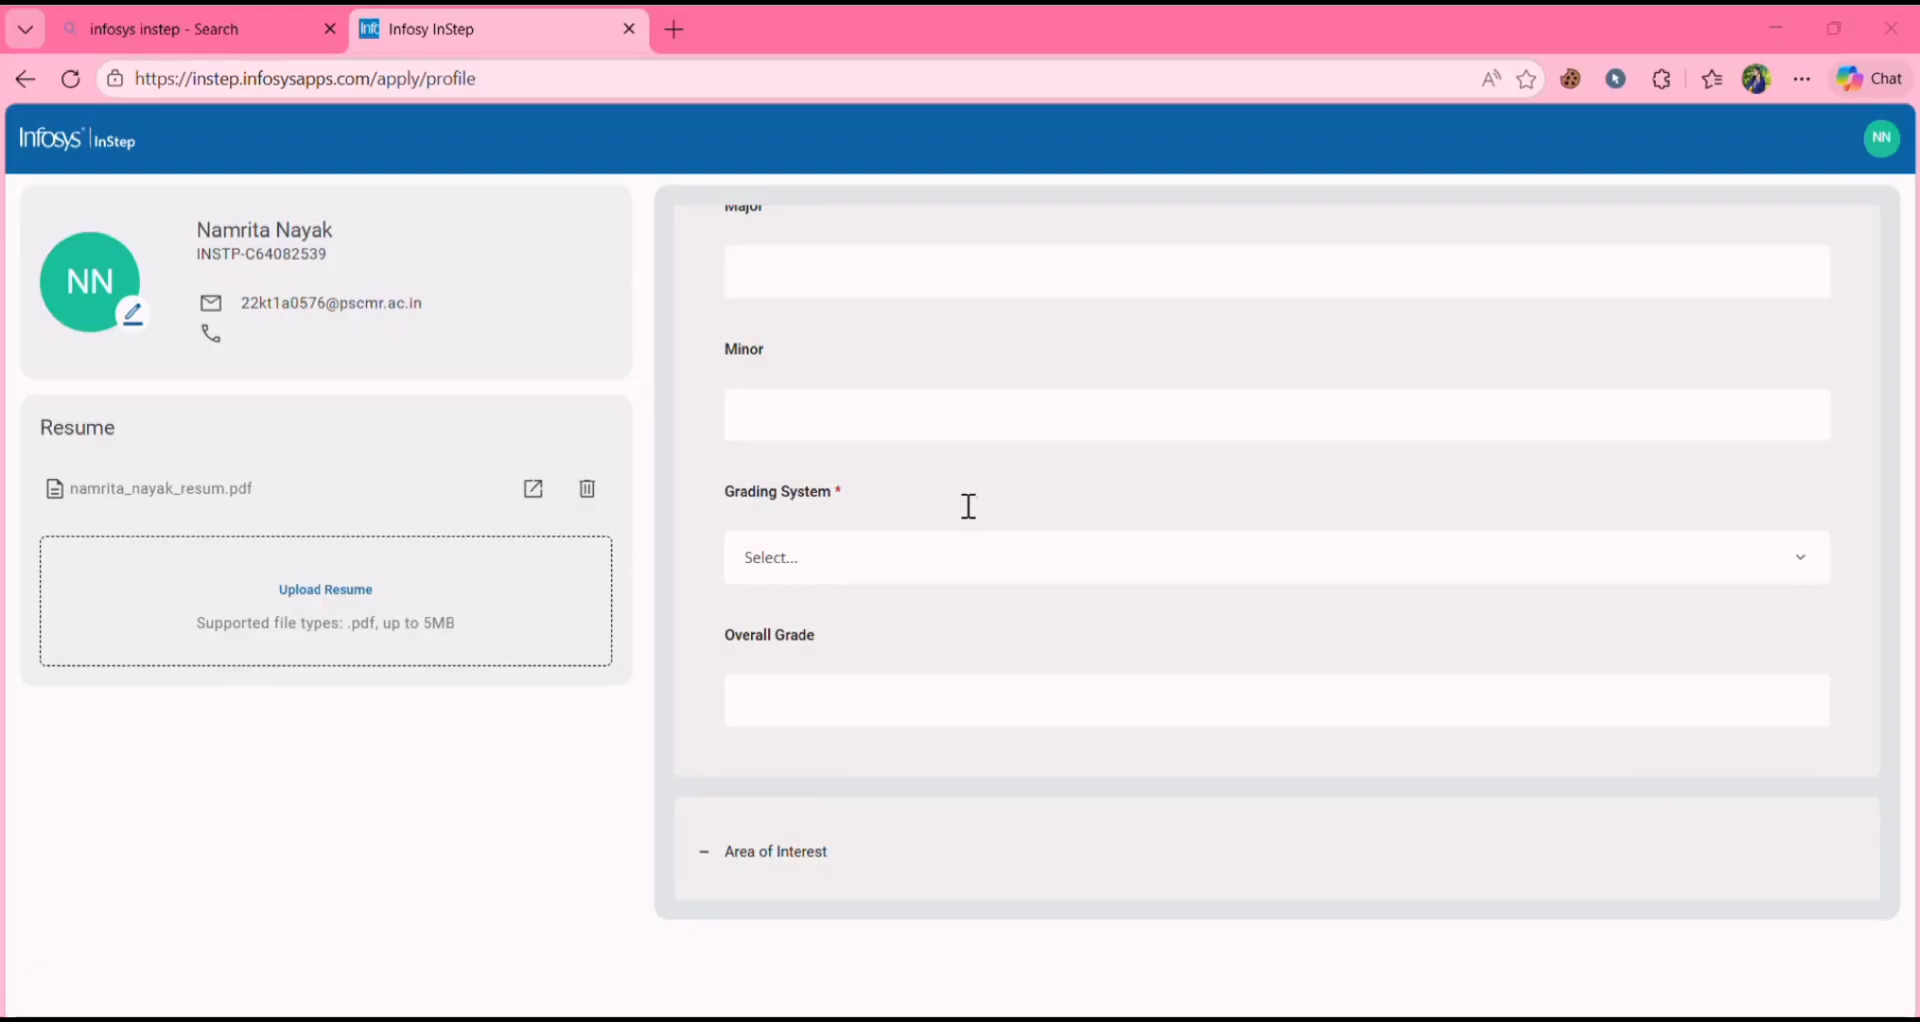 infosys instep - Search
Infosy InStep
https://instep.infosysapps.com/apply/profile
Chat
Infosys | InStep
NN
NN
Namrita Nayak
INSTP-C64082539
22kt1a0576@pscmr.ac.in
Resume
namrita_nayak_resum.pdf
Upload Resume
Supported file types: .pdf, up to 5MB
Major
Minor
Grading System *
Select...
Overall Grade
Area of Interest